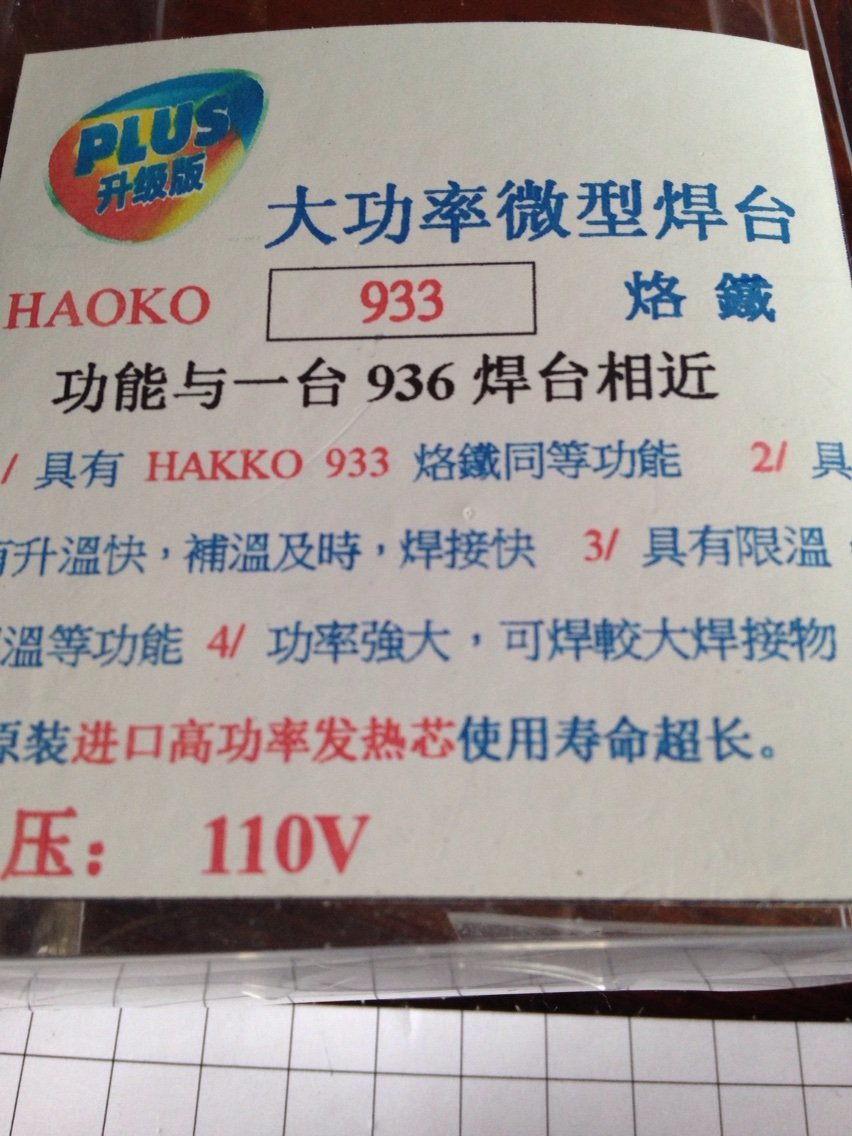 PLUS
升级版
大功率微型焊台
HAOKO 933 烙鐵
功能与一台 936 焊台相近
/ 具有 HAKKO 933 烙鐵同等功能 2/ 具
有升溫快，補溫及時，焊接快 3/ 具有限溫，
溫等功能 4/ 功率強大，可焊較大焊接物
原装进口高功率发热芯使用寿命超长。
压： 110V